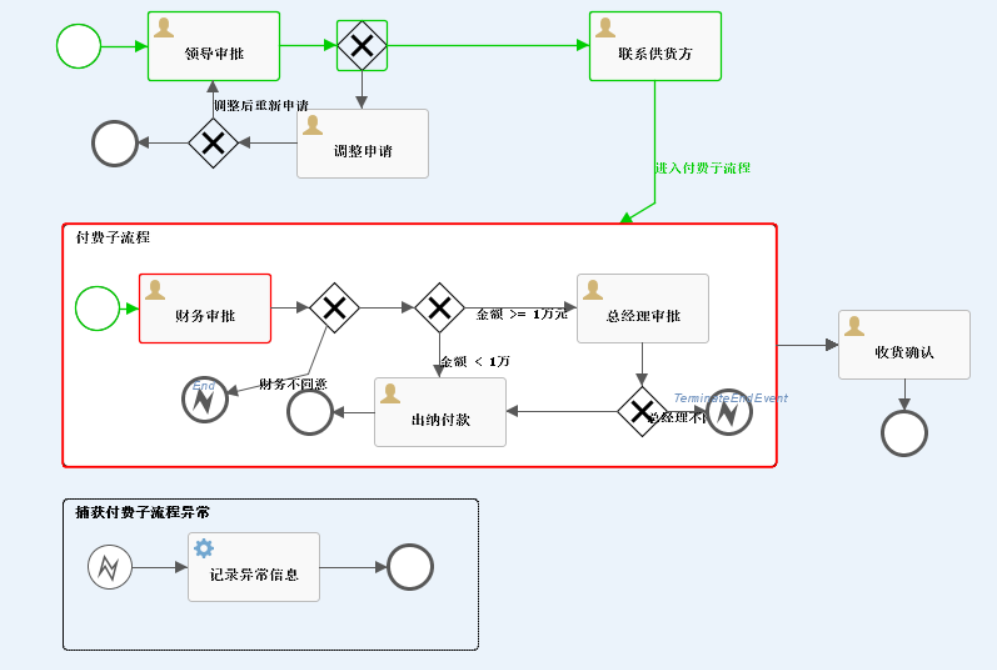 领导审批
联系供货方
调整后重新申请
调整申请
进入付费子流程
付费子流程
财务审批
金额 >= 1万元
总经理审批
收货确认
金额 < 1万
End
财务不同意
出纳付款
TerminateEndEvent
总经理不
捕获付费子流程异常
记录异常信息